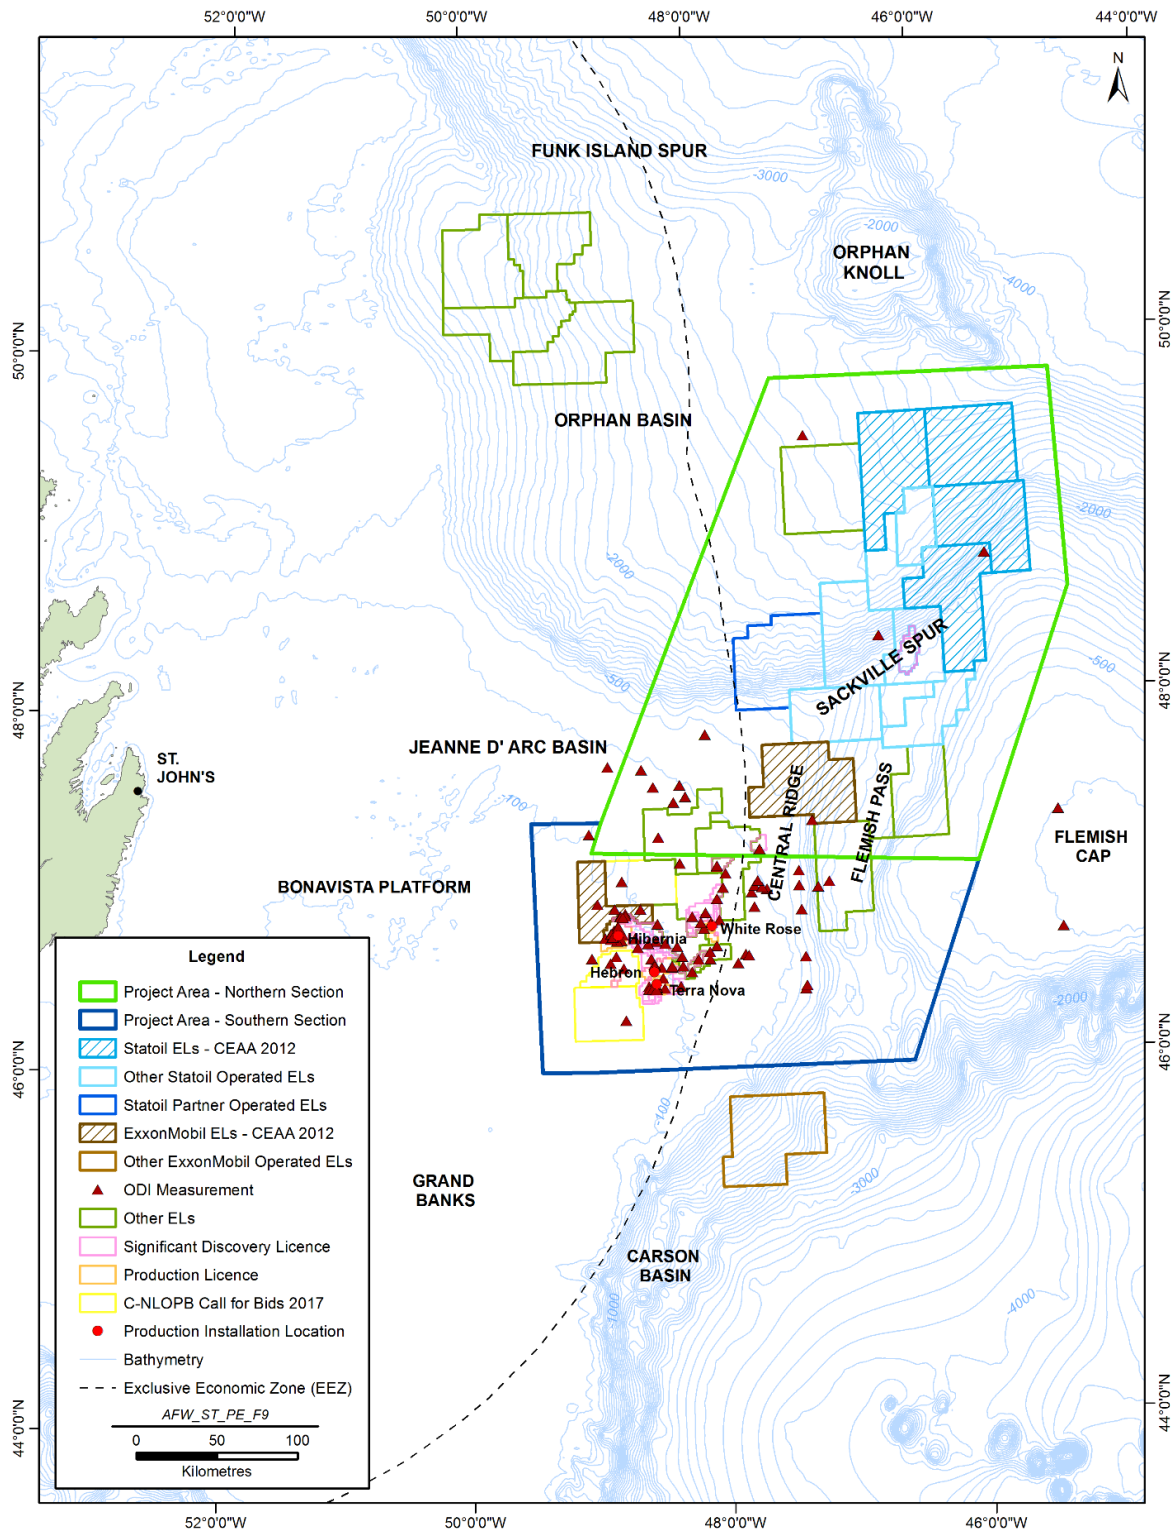 52°0'0"W
50°0'0"W
48°0'0"W
46°0'0"W
44°0'0"W
N
FUNK ISLAND SPUR
-3000
-2000
ORPHAN
KNOLL
-4000
50°0'0"N
50°0'0"N
ORPHAN BASIN
-2000
-2000
SACKVILLE SPUR
-500
-500
48°0'0"N
48°0'0"N
JEANNE D' ARC BASIN
ST.
JOHN'S
-100
CENTRAL RIDGE
FLEMISH PASS
FLEMISH
CAP
BONAVISTA PLATFORM
White Rose
Hibernia
Hebron
Terra Nova
-2000
46°0'0"N
46°0'0"N
-100
GRAND
BANKS
-3000
CARSON
BASIN
-1000
-4000
44°0'0"N
44°0'0"N
Legend
Project Area - Northern Section
Project Area - Southern Section
Statoil ELs - CEAA 2012
Other Statoil Operated ELs
Statoil Partner Operated ELs
ExxonMobil ELs - CEAA 2012
Other ExxonMobil Operated ELs
ODI Measurement
Other ELs
Significant Discovery Licence
Production Licence
C-NLOPB Call for Bids 2017
Production Installation Location
Bathymetry
Exclusive Economic Zone (EEZ)
AFW_ST_PE_F9
0 50 100
Kilometres
52°0'0"W
50°0'0"W
48°0'0"W
46°0'0"W